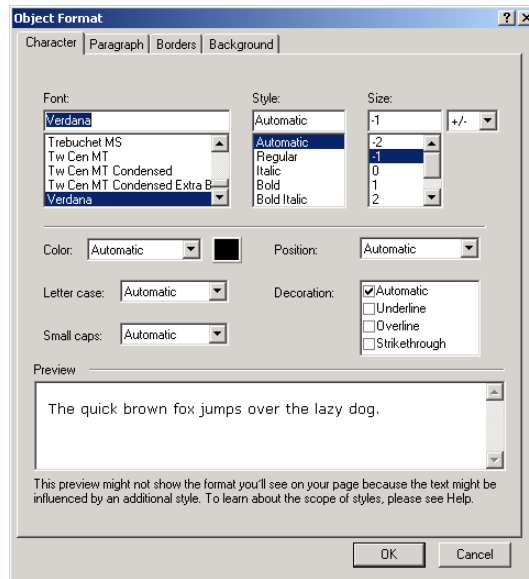 Object Format
Character Paragraph Borders Background
Font: Style: Size:
Verdana Automatic -1 +/-
Trebuchet MS Automatic -2
Tw Cen MT Regular -1
Tw Cen MT Condensed Italic 0
Tw Cen MT Condensed Extra B Bold 1
Verdana Bold Italic 2
Color: Automatic Position: Automatic
Letter case: Automatic Decoration: Automatic
Underline
Small caps: Automatic Overline
Strikethrough
Preview
The quick brown fox jumps over the lazy dog.
This preview might not show the format you'll see on your page because the text might be
influenced by an additional style. To learn about the scope of styles, please see Help.
OK Cancel